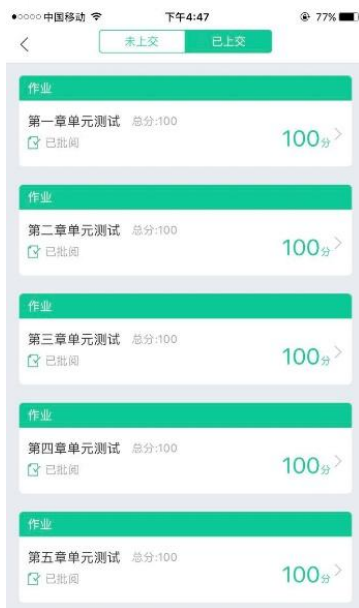 中国移动 下午4:47 77%
未上交 已上交
作业
第一章单元测试 总分:100
已批阅 100分
作业
第二章单元测试 总分:100
已批阅 100分
作业
第三章单元测试 总分:100
已批阅 100分
作业
第四章单元测试 总分:100
已批阅 100分
作业
第五章单元测试 总分:100
已批阅 100分